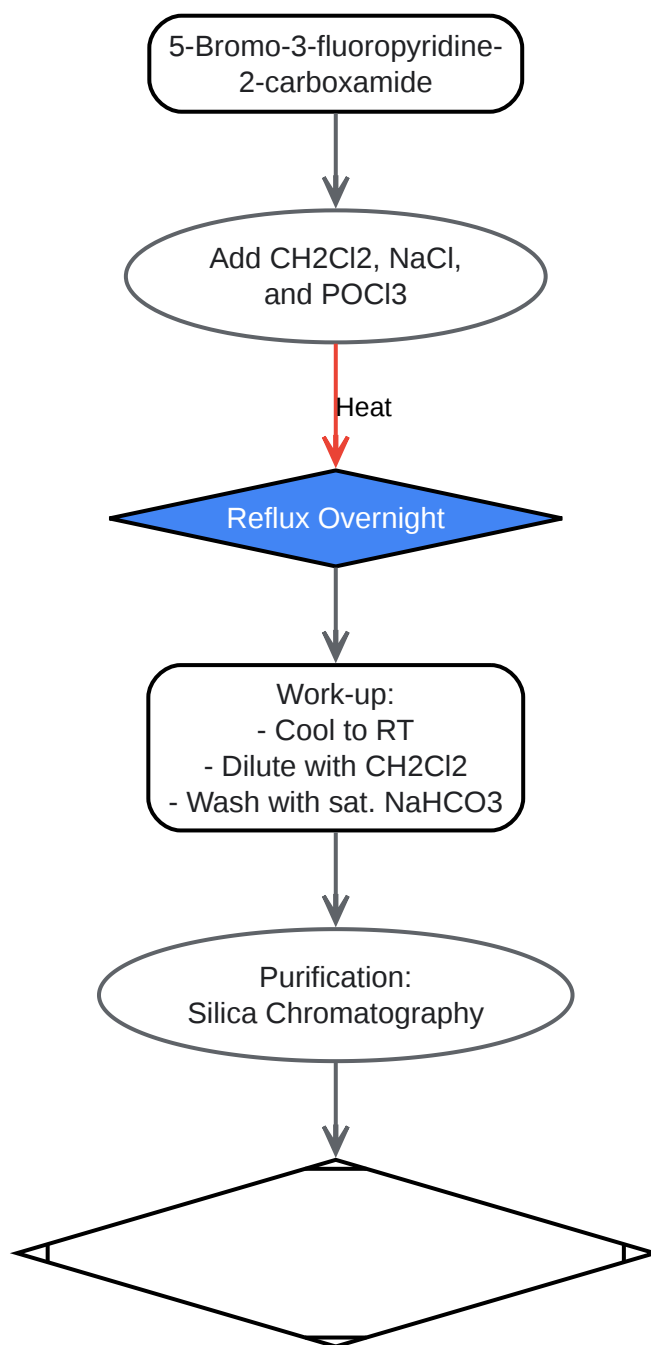 5-Bromo-3-fluoropyridine-
2-carboxamide
Add CH2Cl2, NaCl,
and POCl3
Heat
Reflux Overnight
Work-up:
- Cool to RT
- Dilute with CH2Cl2
- Wash with sat. NaHCO3
Purification:
Silica Chromatography